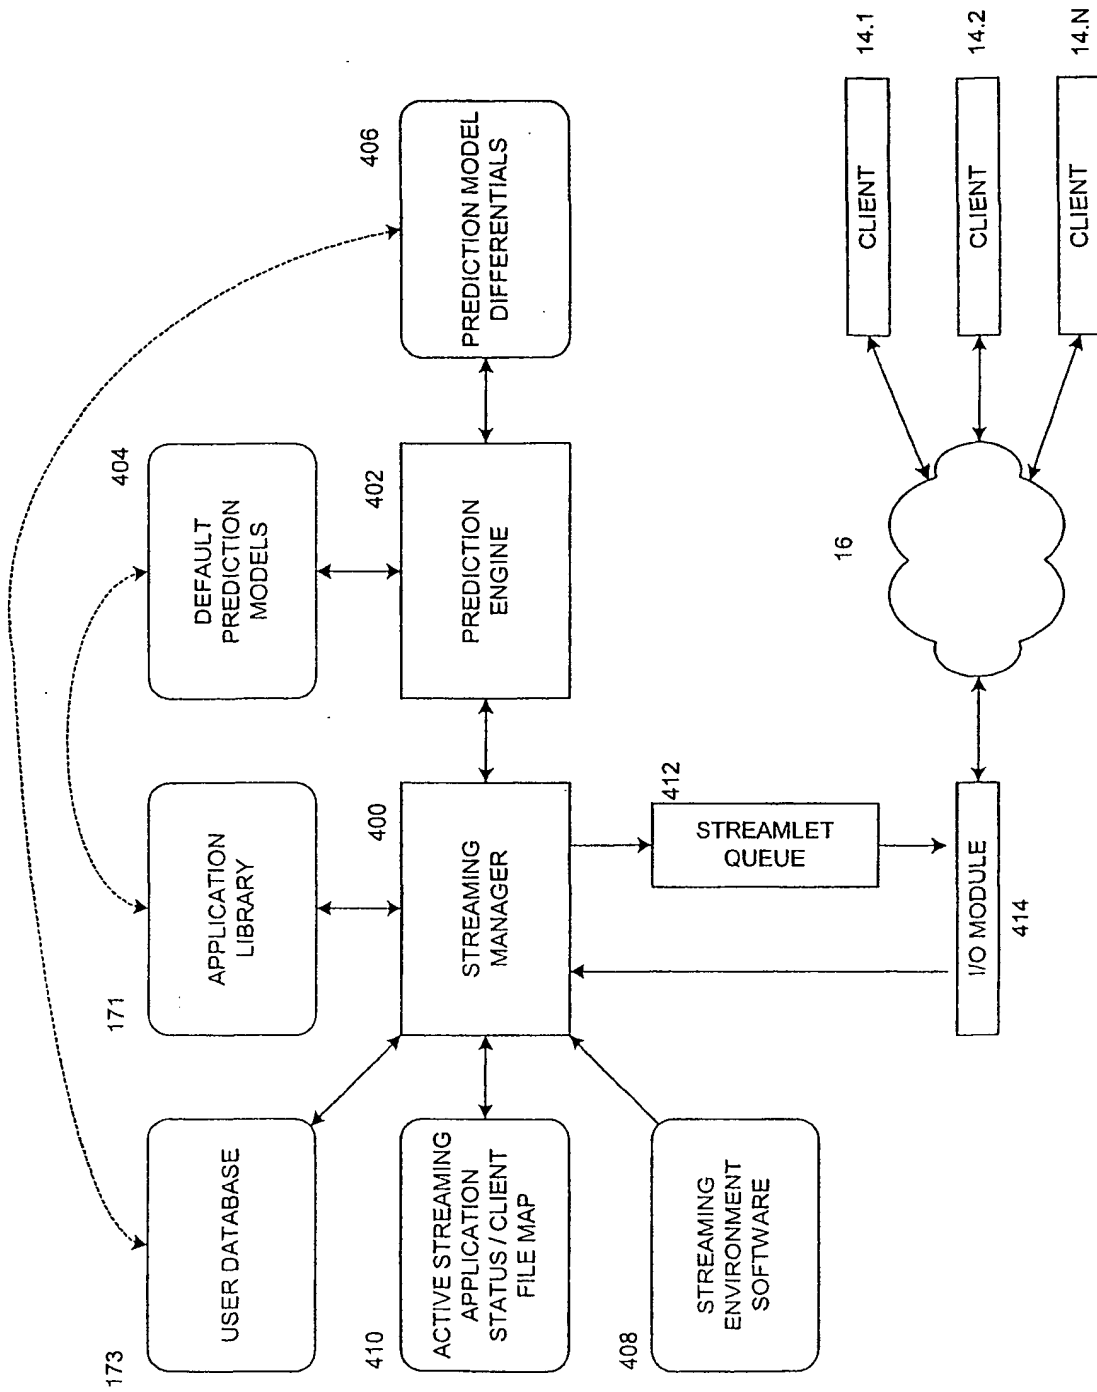 173
USER DATABASE
171
APPLICATION
LIBRARY
404
DEFAULT
PREDICTION
MODELS
410
ACTIVE STREAMING
APPLICATION
STATUS / CLIENT
FILE MAP
400
STREAMING
MANAGER
402
PREDICTION
ENGINE
406
PREDICTION MODEL
DIFFERENTIALS
408
STREAMING
ENVIRONMENT
SOFTWARE
412
STREAMLET
QUEUE
I/O MODULE
414
16
CLIENT
14.1
CLIENT
14.2
CLIENT
14.N